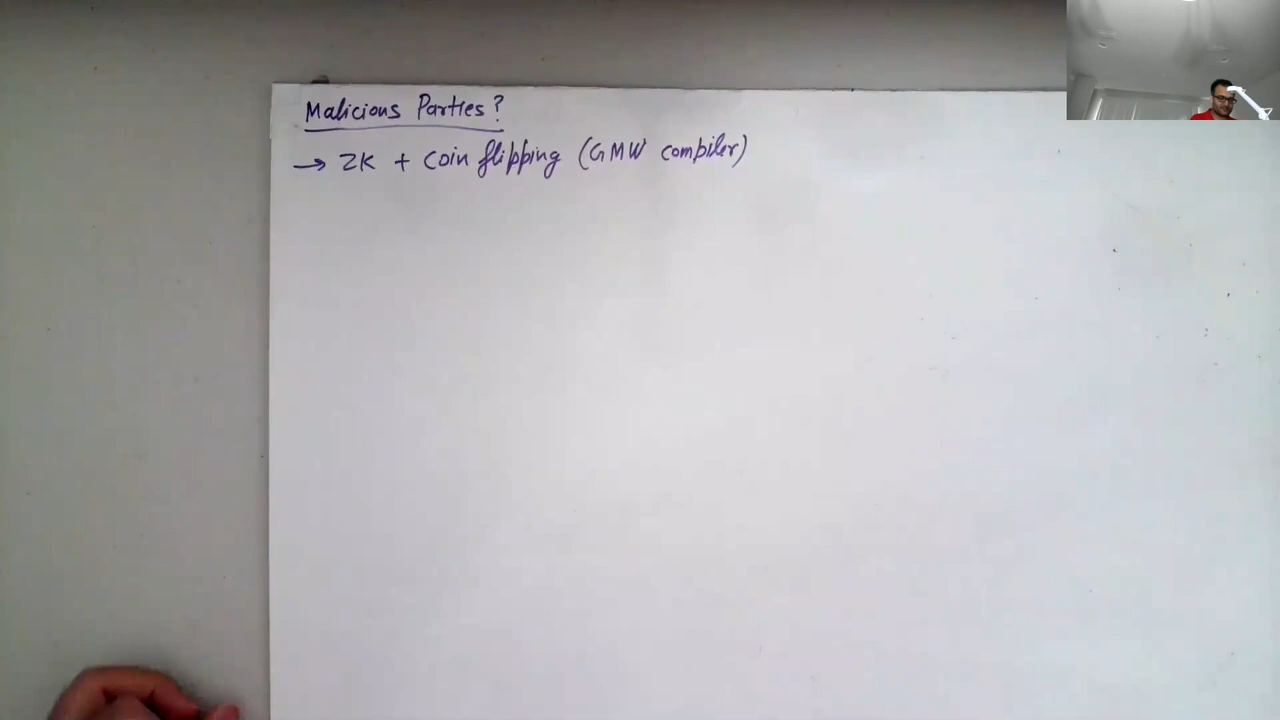 Malicious Parties?
→ ZK + Coin flipping (GMW compiler)